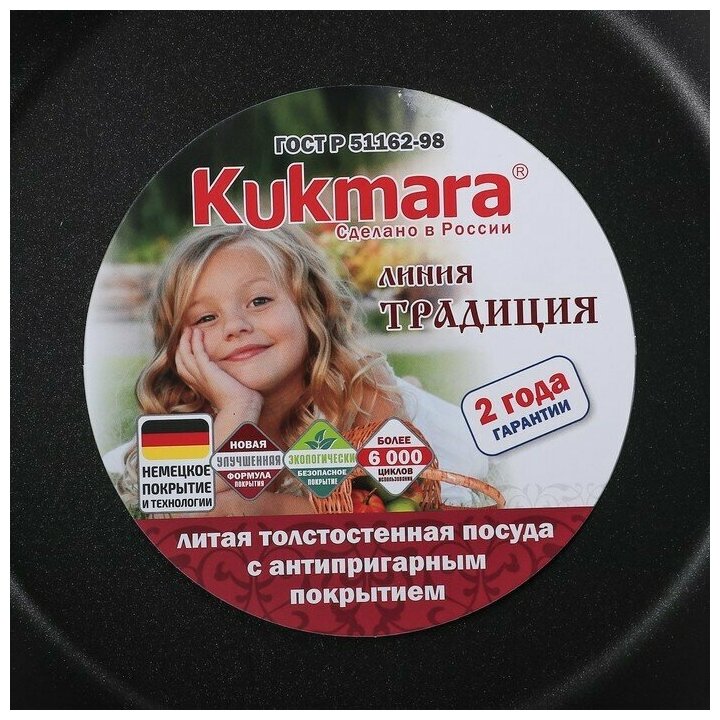 ГОСТ Р 51162-98
Kukmara®
Сделано в России
ЛИНИЯ
ТРАДИЦИЯ
2 года
ГАРАНТИИ
НЕМЕЦКОЕ
ПОКРЫТИЕ
И ТЕХНОЛОГИИ
НОВАЯ
УЛУЧШЕННАЯ
ФОРМУЛА
ПОКРЫТИЯ
ЭКОЛОГИЧЕСКИ
БЕЗОПАСНОЕ
ПОКРЫТИЕ
БОЛЕЕ
6 000
ЦИКЛОВ
ИСПОЛЬЗОВАНИЯ
литая толстостенная посуда
с антипригарным
покрытием